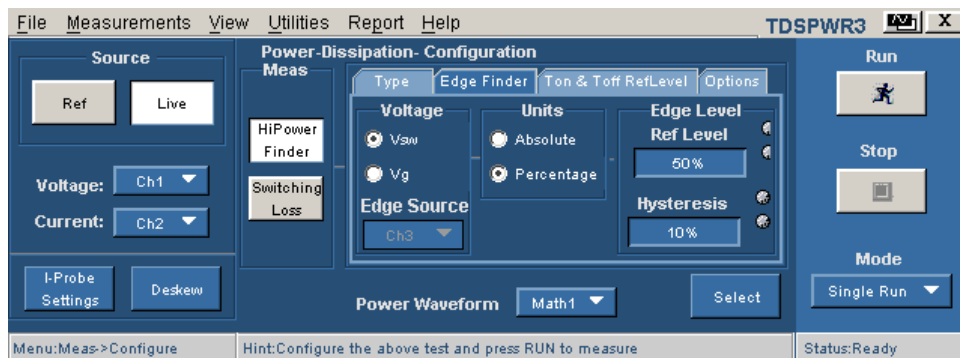 File Measurements View Utilities Report Help TDSPWR3 X
Source
Ref Live
Voltage: Ch1
Current: Ch2
I-Probe Settings
Deskew
Power-Dissipation- Configuration
Meas
HiPower Finder
Switching Loss
Type Edge Finder Ton & Toff RefLevel Options
Voltage
Vsw
Vg
Edge Source
Ch3
Units
Absolute
Percentage
Edge Level
Ref Level
50%
Hysteresis
10%
Power Waveform Math1 Select
Run
Stop
Mode
Single Run
Menu:Meas->Configure Hint:Configure the above test and press RUN to measure Status:Ready